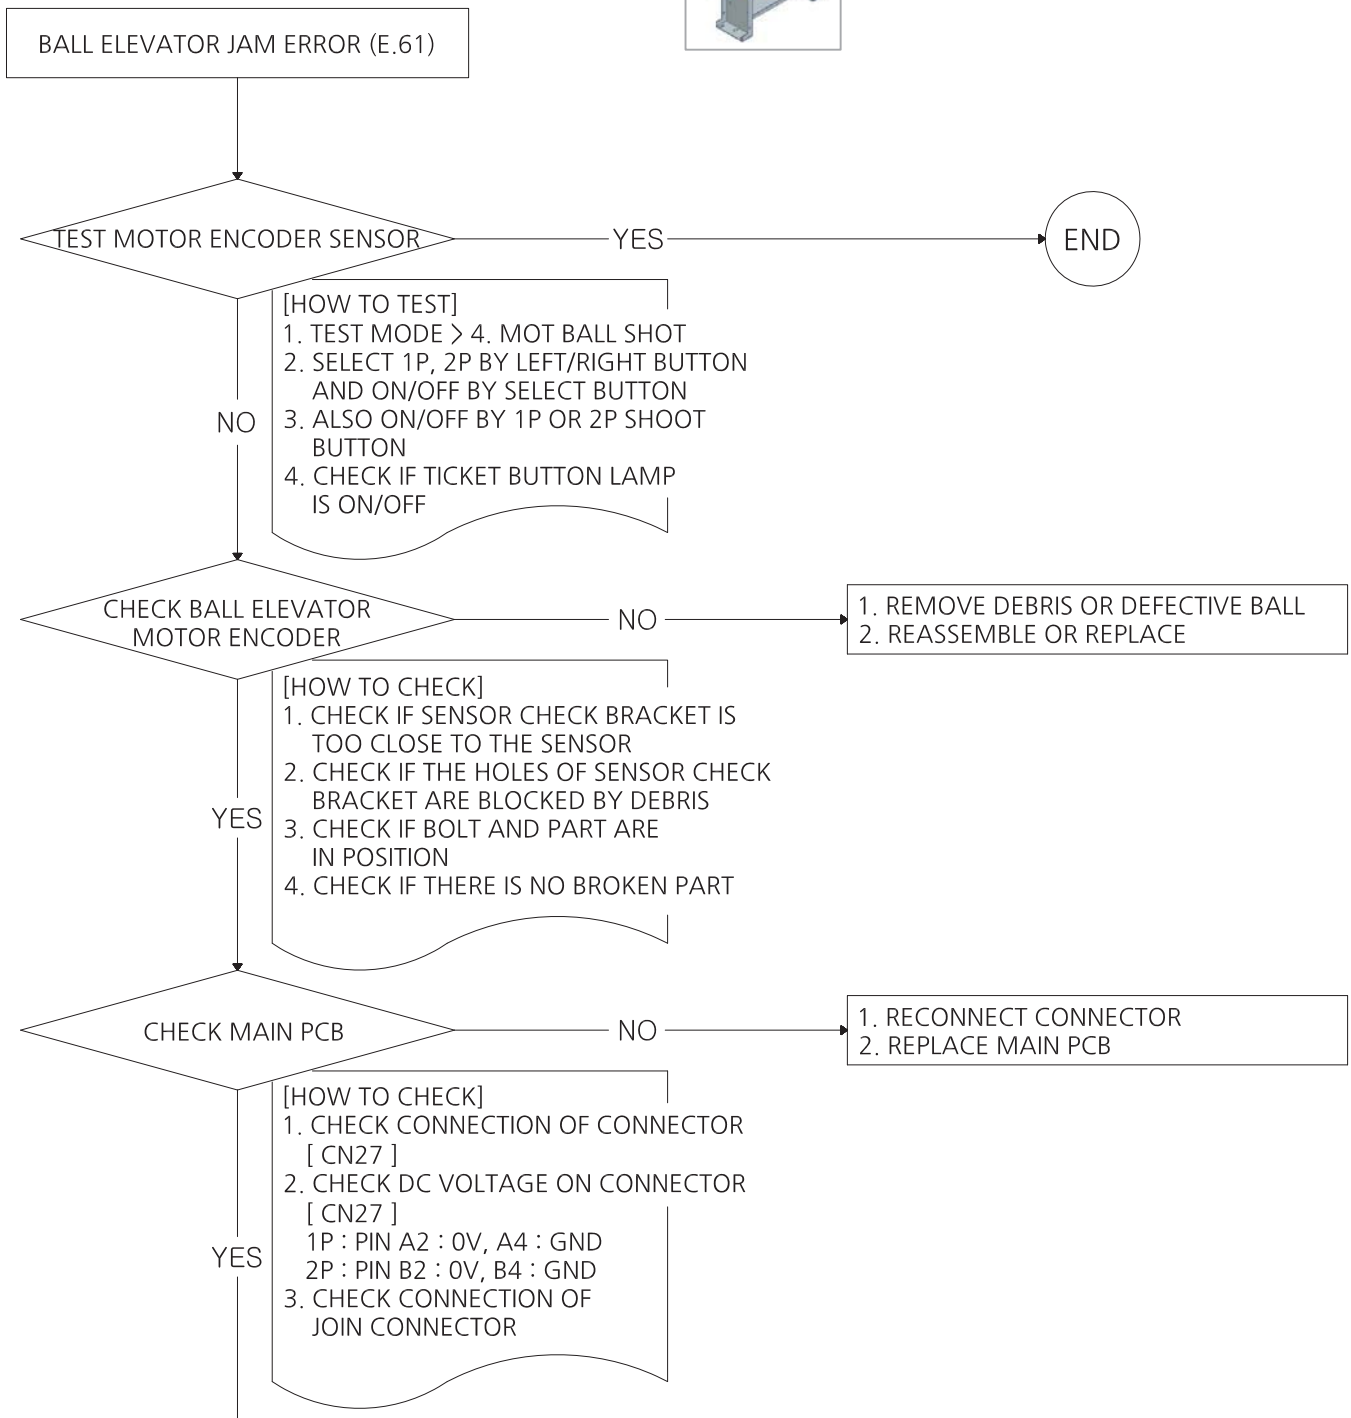 BALL ELEVATOR JAM ERROR (E.61)
TEST MOTOR ENCODER SENSOR
YES
END
[HOW TO TEST]
1. TEST MODE > 4. MOT BALL SHOT
2. SELECT 1P, 2P BY LEFT/RIGHT BUTTON
AND ON/OFF BY SELECT BUTTON
3. ALSO ON/OFF BY 1P OR 2P SHOOT
BUTTON
4. CHECK IF TICKET BUTTON LAMP
IS ON/OFF
NO
CHECK BALL ELEVATOR
MOTOR ENCODER
NO
1. REMOVE DEBRIS OR DEFECTIVE BALL
2. REASSEMBLE OR REPLACE
[HOW TO CHECK]
1. CHECK IF SENSOR CHECK BRACKET IS
TOO CLOSE TO THE SENSOR
2. CHECK IF THE HOLES OF SENSOR CHECK
BRACKET ARE BLOCKED BY DEBRIS
3. CHECK IF BOLT AND PART ARE
IN POSITION
4. CHECK IF THERE IS NO BROKEN PART
YES
CHECK MAIN PCB
NO
1. RECONNECT CONNECTOR
2. REPLACE MAIN PCB
[HOW TO CHECK]
1. CHECK CONNECTION OF CONNECTOR
[ CN27 ]
2. CHECK DC VOLTAGE ON CONNECTOR
[ CN27 ]
1P : PIN A2 : 0V, A4 : GND
2P : PIN B2 : 0V, B4 : GND
3. CHECK CONNECTION OF
JOIN CONNECTOR
YES